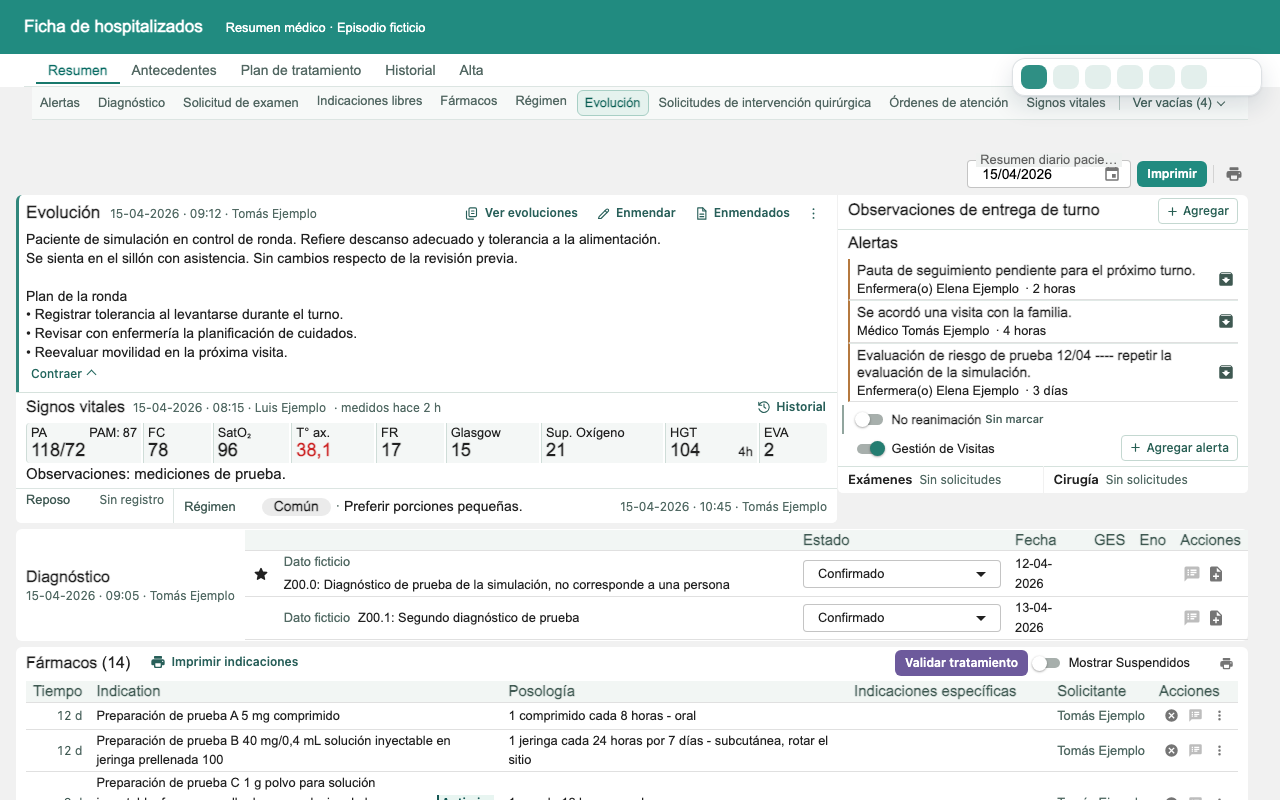 Ficha de hospitalizados
Resumen médico · Episodio ficticio
Resumen
Antecedentes
Plan de tratamiento
Historial
Alta
Alertas
Diagnóstico
Solicitud de examen
Indicaciones libres
Fármacos
Régimen
Evolución
Solicitudes de intervención quirúrgica
Órdenes de atención
Signos vitales
Ver vacías (4)
Resumen diario pacie…
15/04/2026
Imprimir
Evolución 15-04-2026 · 09:12 · Tomás Ejemplo
Ver evoluciones
Enmendar
Enmendados
Paciente de simulación en control de ronda. Refiere descanso adecuado y tolerancia a la alimentación.
Se sienta en el sillón con asistencia. Sin cambios respecto de la revisión previa.
Plan de la ronda
• Registrar tolerancia al levantarse durante el turno.
• Revisar con enfermería la planificación de cuidados.
• Reevaluar movilidad en la próxima visita.
Contraer
Signos vitales 15-04-2026 · 08:15 · Luis Ejemplo · medidos hace 2 h
Historial
PA PAM: 87
118/72
FC
78
SatO₂
96
T° ax.
38,1
FR
17
Glasgow
15
Sup. Oxígeno
21
HGT
104 4h
EVA
2
Observaciones: mediciones de prueba.
Reposo Sin registro
Régimen Común · Preferir porciones pequeñas. 15-04-2026 · 10:45 · Tomás Ejemplo
Observaciones de entrega de turno
Agregar
Alertas
Pauta de seguimiento pendiente para el próximo turno.
Enfermera(o) Elena Ejemplo · 2 horas
Se acordó una visita con la familia.
Médico Tomás Ejemplo · 4 horas
Evaluación de riesgo de prueba 12/04 ---- repetir la
evaluación de la simulación.
Enfermera(o) Elena Ejemplo · 3 días
No reanimación Sin marcar
Gestión de Visitas
Agregar alerta
Exámenes Sin solicitudes
Cirugía Sin solicitudes
Diagnóstico
15-04-2026 · 09:05 · Tomás Ejemplo
Estado Fecha GES Eno Acciones
Dato ficticio
Z00.0: Diagnóstico de prueba de la simulación, no corresponde a una persona
Confirmado
12-04-
2026
Dato ficticio Z00.1: Segundo diagnóstico de prueba
Confirmado
13-04-
2026
Fármacos (14)
Imprimir indicaciones
Validar tratamiento
Mostrar Suspendidos
Tiempo Indication Posología Indicaciones específicas Solicitante Acciones
12 d Preparación de prueba A 5 mg comprimido 1 comprimido cada 8 horas - oral Tomás Ejemplo
12 d Preparación de prueba B 40 mg/0,4 mL solución inyectable en
jeringa prellenada 100
1 jeringa cada 24 horas por 7 días - subcutánea, rotar el
sitio
Tomás Ejemplo
Preparación de prueba C 1 g polvo para solución